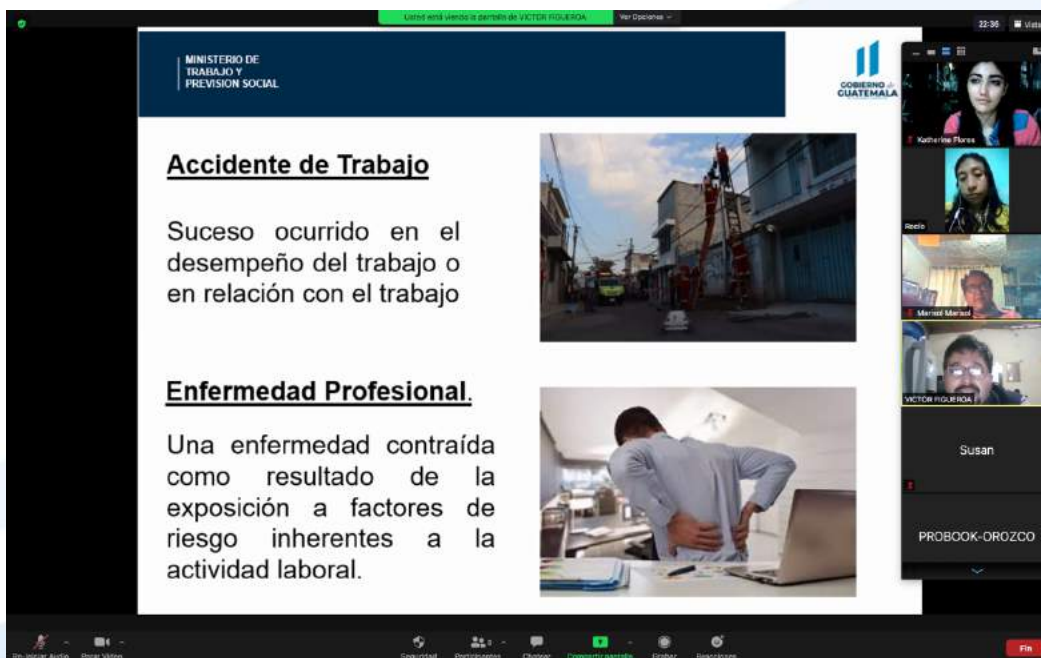 Usted está viendo la pantalla de VICTOR FIGUEROA
Ver Opciones
22:36
Vista
MINISTERIO DE
TRABAJO Y
PREVISION SOCIAL
GOBIERNO de
GUATEMALA
Accidente de Trabajo
Suceso ocurrido en el
desempeño del trabajo o
en relación con el trabajo
Enfermedad Profesional.
Una enfermedad contraída
como resultado de la
exposición a factores de
riesgo inherentes a la
actividad laboral.
Katherine Flores
Rocío
Marisol Marisol
VICTOR FIGUEROA
Susan
PROBOOK-OROZCO
Seguridad
Participantes
Chatear
Compartir pantalla
Grabar
Reacciones
Fin